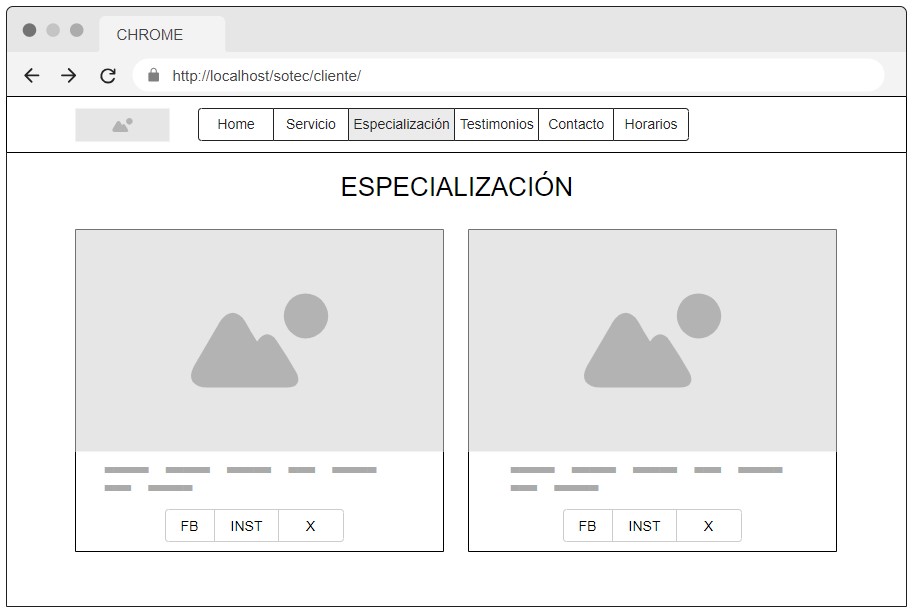 CHROME
http://localhost/sotec/cliente/
Home Servicio Especialización Testimonios Contacto Horarios
ESPECIALIZACIÓN
FB INST X
FB INST X